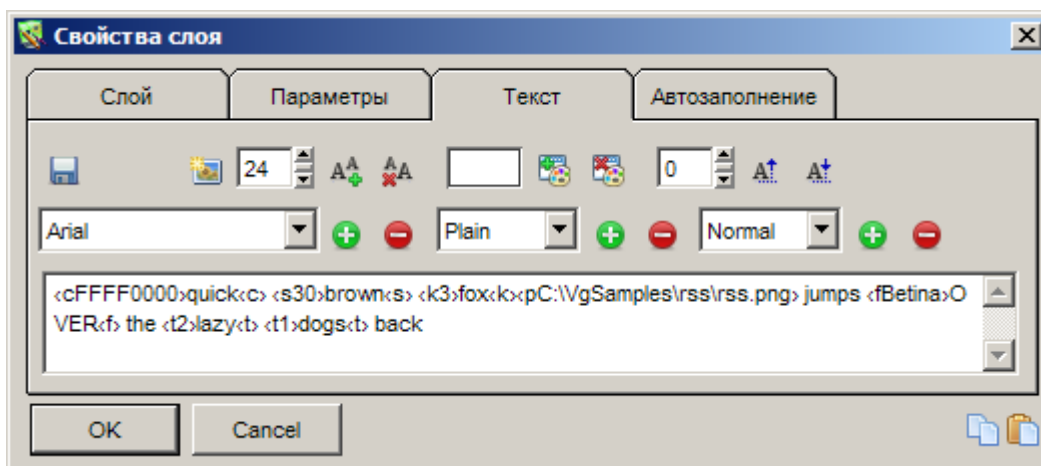 Свойства слоя
Слой Параметры Текст Автозаполнение
24 0
Arial Plain Normal
‹cFFFF0000›quick‹c› ‹s30›brown‹s› ‹k3›fox‹k›‹pC:\VgSamples\rss\rss.png› jumps ‹fBetina›O
VER‹f› the ‹t2›lazy‹t› ‹t1›dogs‹t› back
OK Cancel